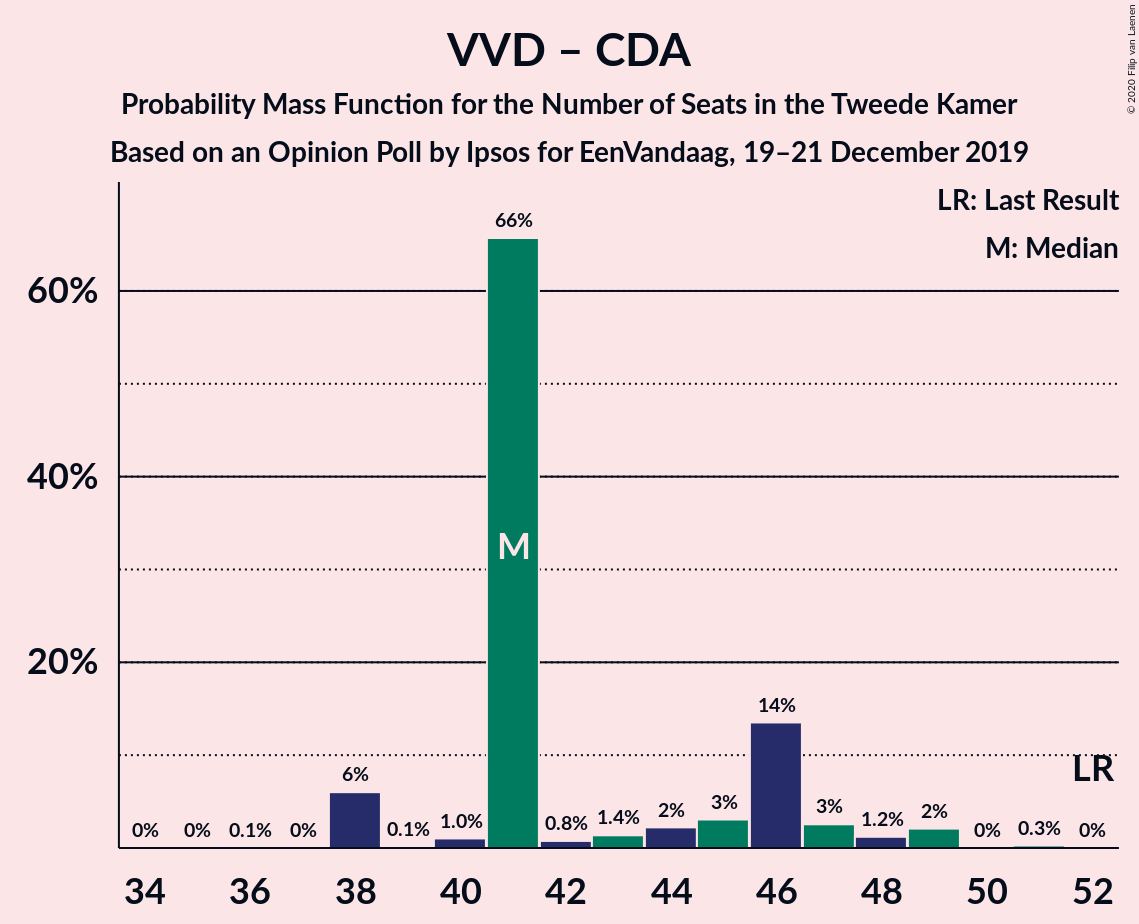 VVD – CDA
Probability Mass Function for the Number of Seats in the Tweede Kamer
Based on an Opinion Poll by Ipsos for EenVandaag, 19–21 December 2019
© 2020 Filip van Laenen
LR: Last Result
M: Median
60%
40%
20%
0%
0%
0.1%
0%
6%
0.1%
1.0%
66%
0.8%
1.4%
2%
3%
14%
3%
1.2%
2%
0%
0.3%
0%
M
LR
34 36 38 40 42 44 46 48 50 52